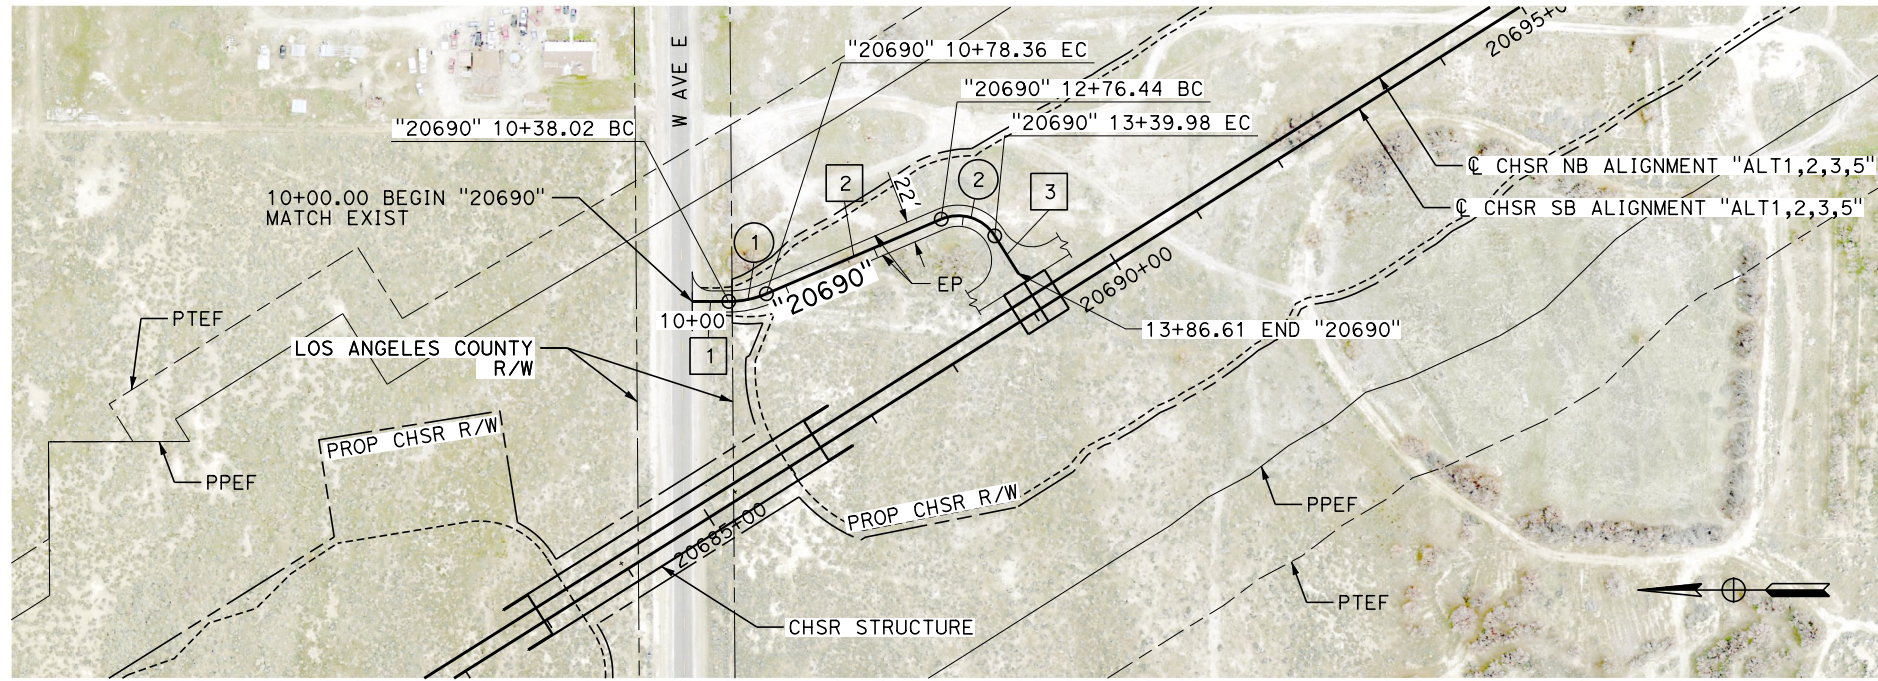 W AVE E
"20690" 10+78.36 EC
20695+0
"20690" 12+76.44 BC
"20690" 10+38.02 BC
"20690" 13+39.98 EC
℄ CHSR NB ALIGNMENT "ALT1,2,3,5"
2
22'
2
3
10+00.00 BEGIN "20690"
MATCH EXIST
℄ CHSR SB ALIGNMENT "ALT1,2,3,5"
1
"20690"
EP
20690+00
PTEF
10+00
13+86.61 END "20690"
LOS ANGELES COUNTY
R/W
1
PROP CHSR R/W
PPEF
PROP CHSR R/W
PPEF
20685+00
PTEF
CHSR STRUCTURE